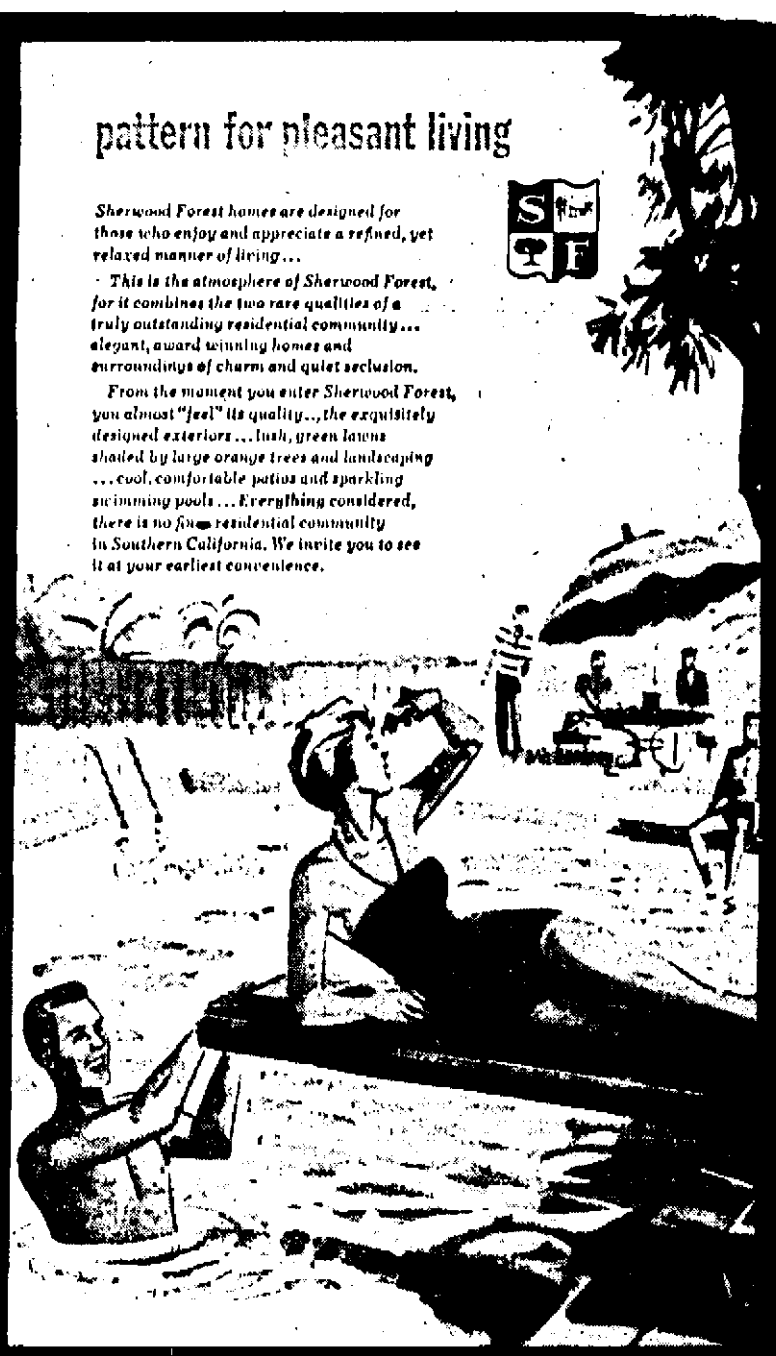 pattern for pleasant living
S
F
Sherwood Forest homes are designed for
those who enjoy and appreciate a refined, yet
relaxed manner of living...
This is the atmosphere of Sherwood Forest,
for it combines the two rare qualities of a
truly outstanding residential community...
elegant, award winning homes and
surroundings of charm and quiet seclusion.
From the moment you enter Sherwood Forest,
you almost "feel" its quality... the exquisitely
designed exteriors... lush, green lawns
shaded by large orange trees and landscaping
...cool, comfortable patios and sparkling
swimming pools... Everything considered,
there is no finer residential community
in Southern California. We invite you to see
it at your earliest convenience.